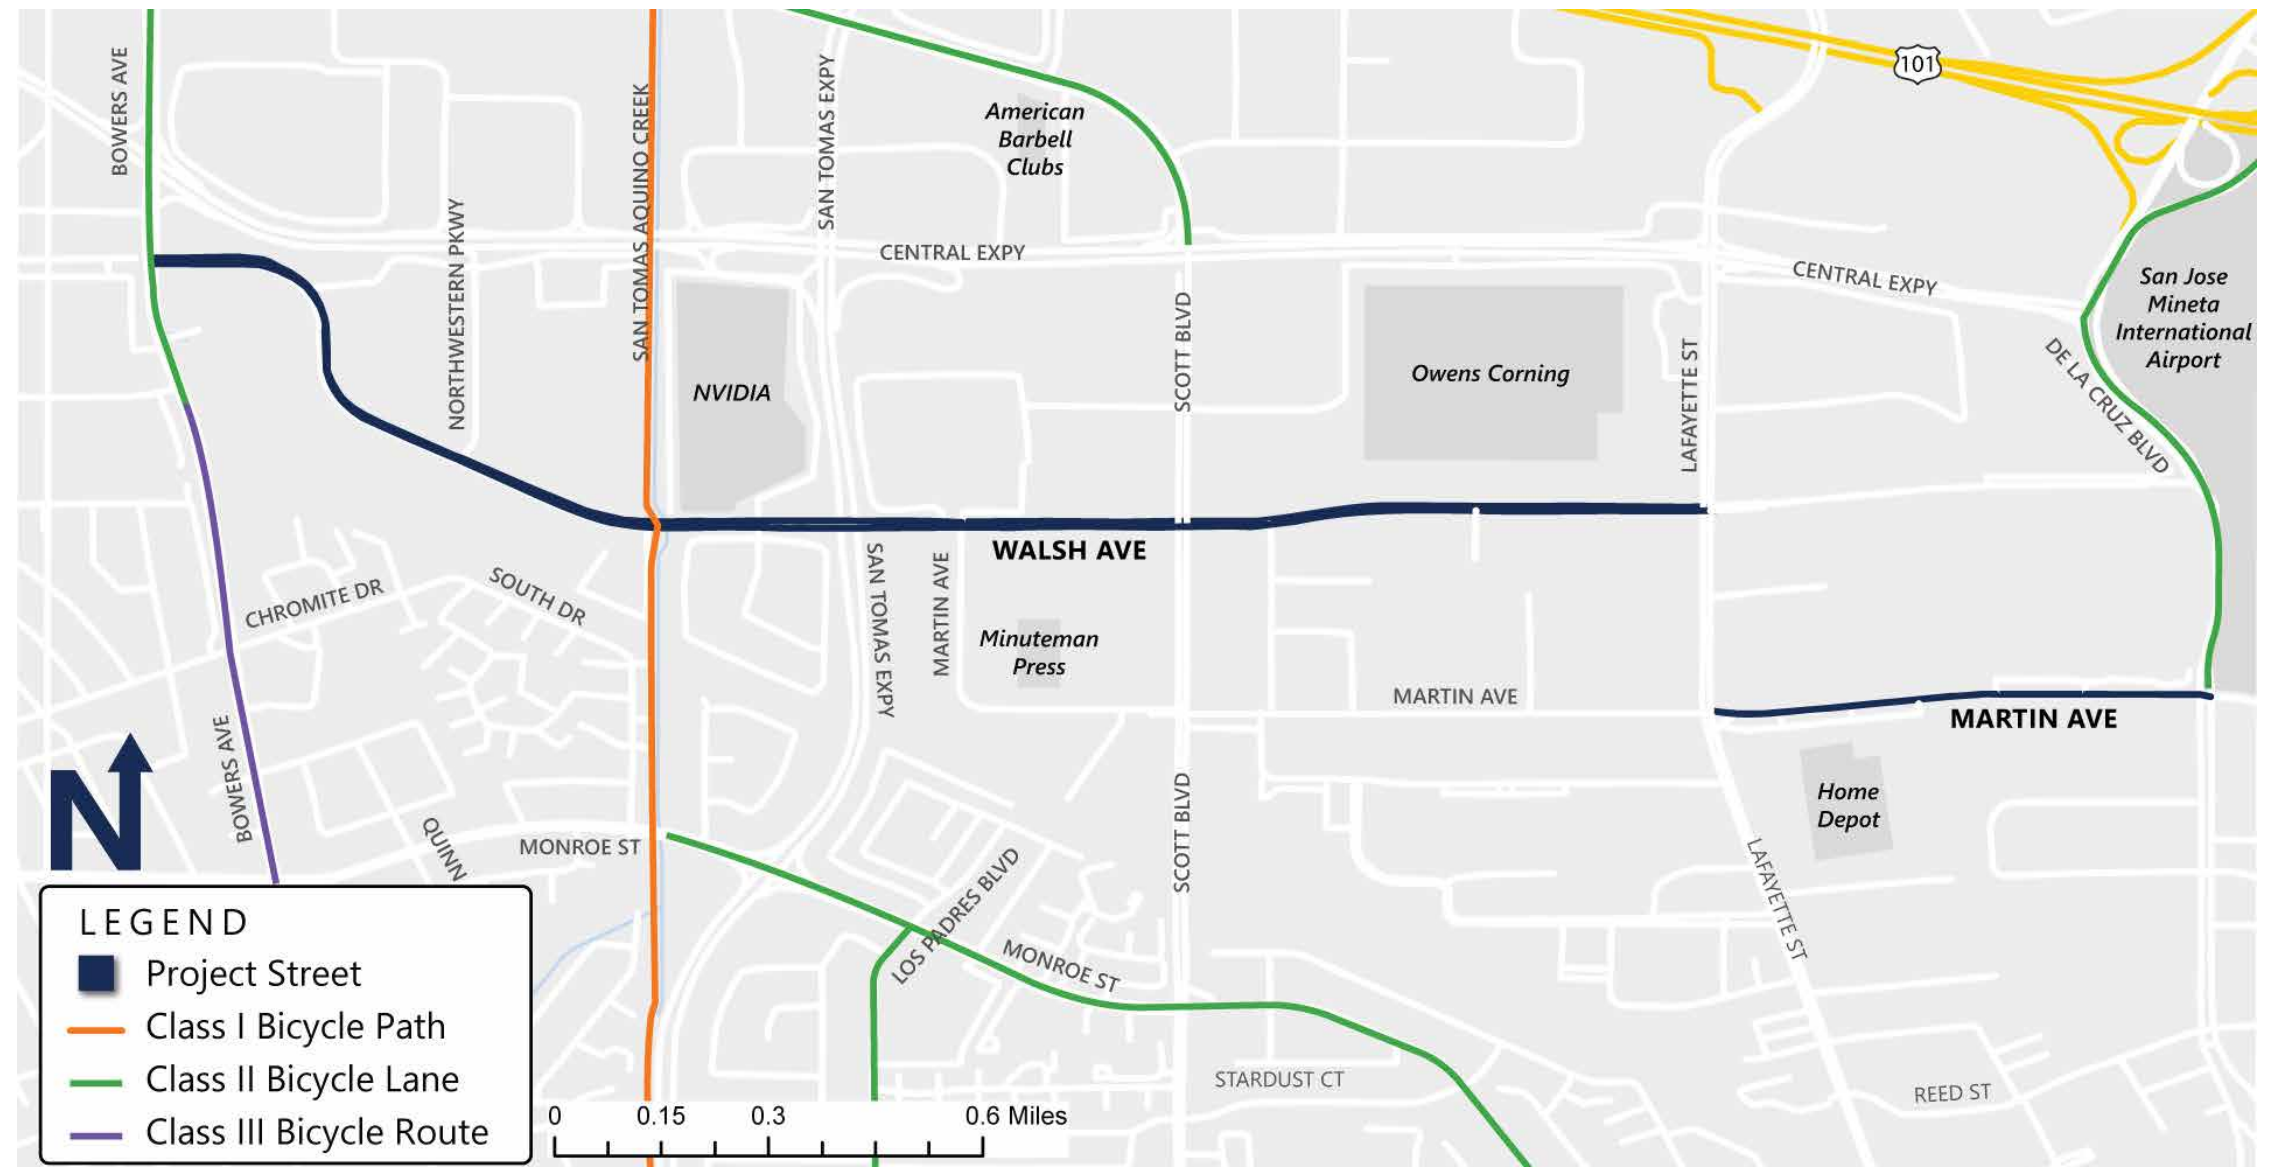 BOWERS AVE
SAN TOMAS AQUINO CREEK
SAN TOMAS EXPY
American
Barbell
Clubs
101
NORTHWESTERN PKWY
CENTRAL EXPY
CENTRAL EXPY
San Jose
Mineta
International
Airport
SCOTT BLVD
LAFAYETTE ST
DE LA CRUZ BLVD
NVIDIA
Owens Corning
WALSH AVE
SAN TOMAS EXPY
MARTIN AVE
CHROMITE DR
SOUTH DR
Minuteman
Press
MARTIN AVE
MARTIN AVE
BOWERS AVE
N
QUINN
MONROE ST
SCOTT BLVD
Home
Depot
LAFAYETTE ST
LOS PADRES BLVD
MONROE ST
STARDUST CT
REED ST
LEGEND
Project Street
Class I Bicycle Path
Class II Bicycle Lane
Class III Bicycle Route
0 0.15 0.3 0.6 Miles